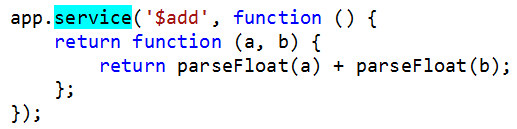 app.service('$add', function () {
    return function (a, b) {
        return parseFloat(a) + parseFloat(b);
    };
});